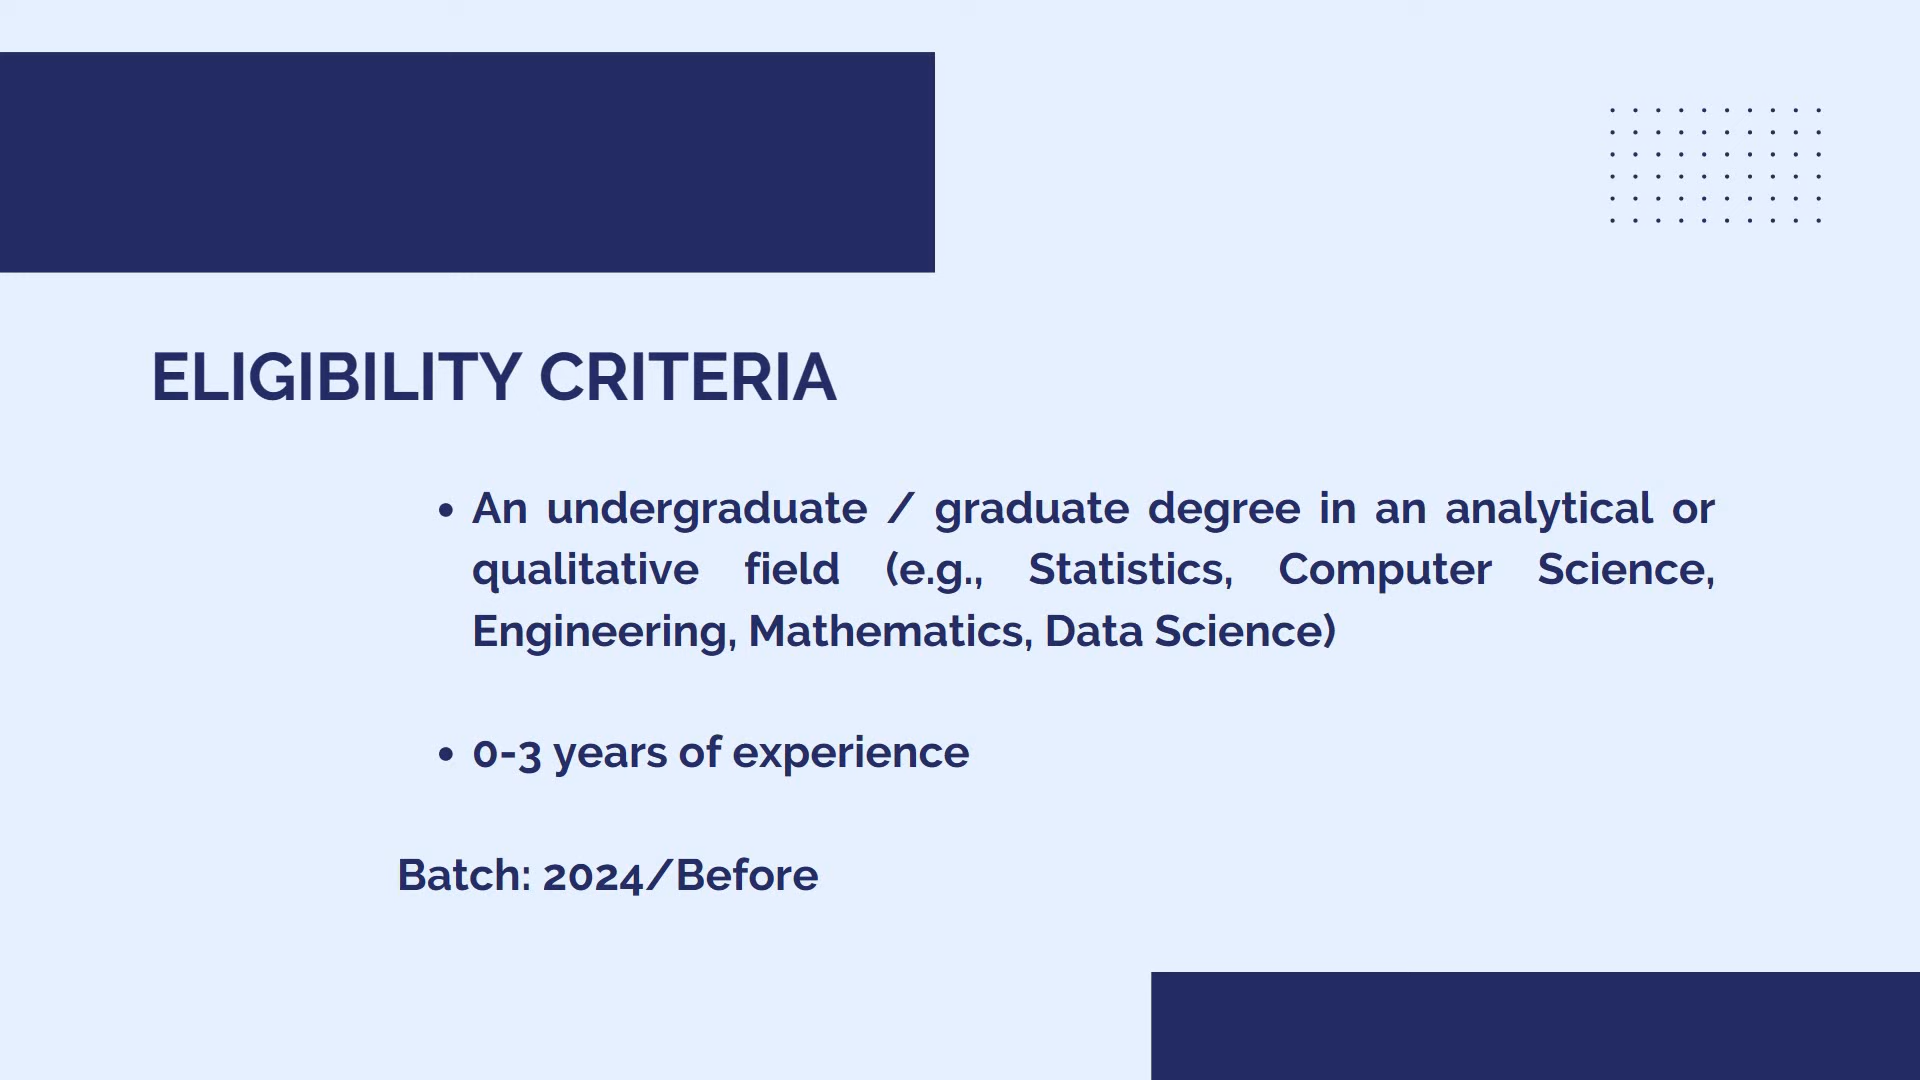 ELIGIBILITY CRITERIA
• An undergraduate / graduate degree in an analytical or
qualitative field (e.g., Statistics, Computer Science,
Engineering, Mathematics, Data Science)
• 0-3 years of experience
Batch: 2024/Before